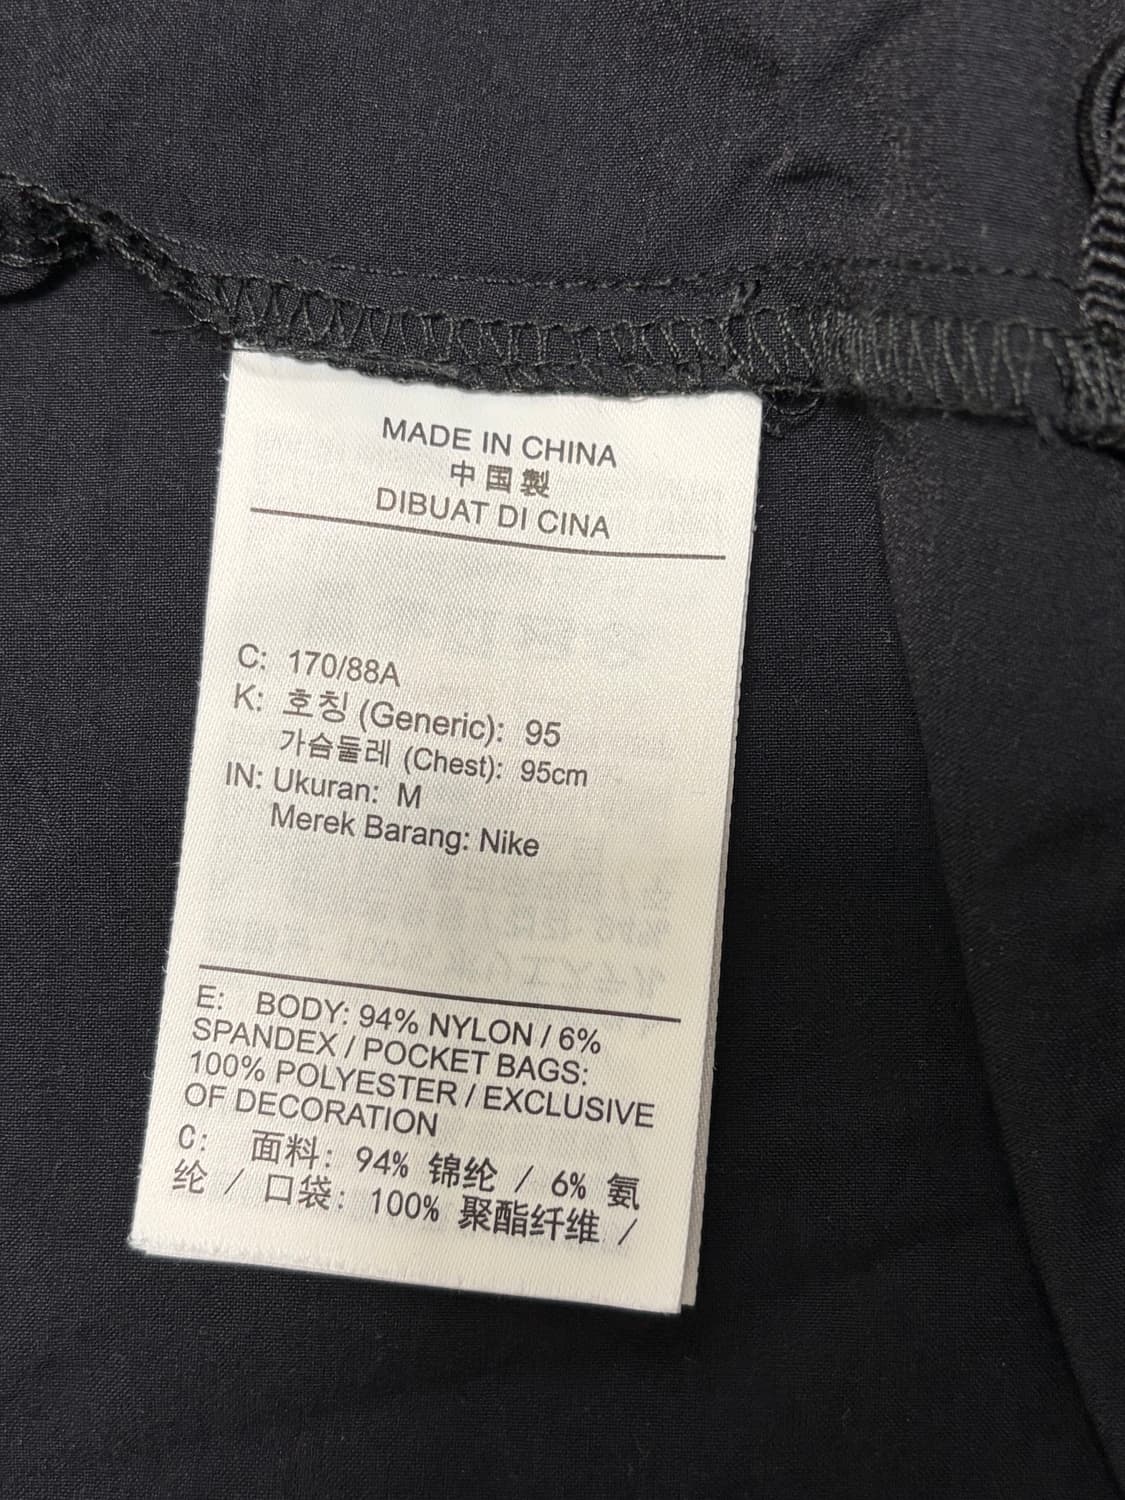 MADE IN CHINA
中国製
DIBUAT DI CINA
C: 170/88A
K: 호칭 (Generic): 95
가슴둘레 (Chest): 95cm
IN: Ukuran: M
Merek Barang: Nike
E: BODY: 94% NYLON / 6%
SPANDEX / POCKET BAGS:
100% POLYESTER / EXCLUSIVE
OF DECORATION
C: 面料: 94% 锦纶 / 6% 氨
纶 / 口袋: 100% 聚酯纤维 /